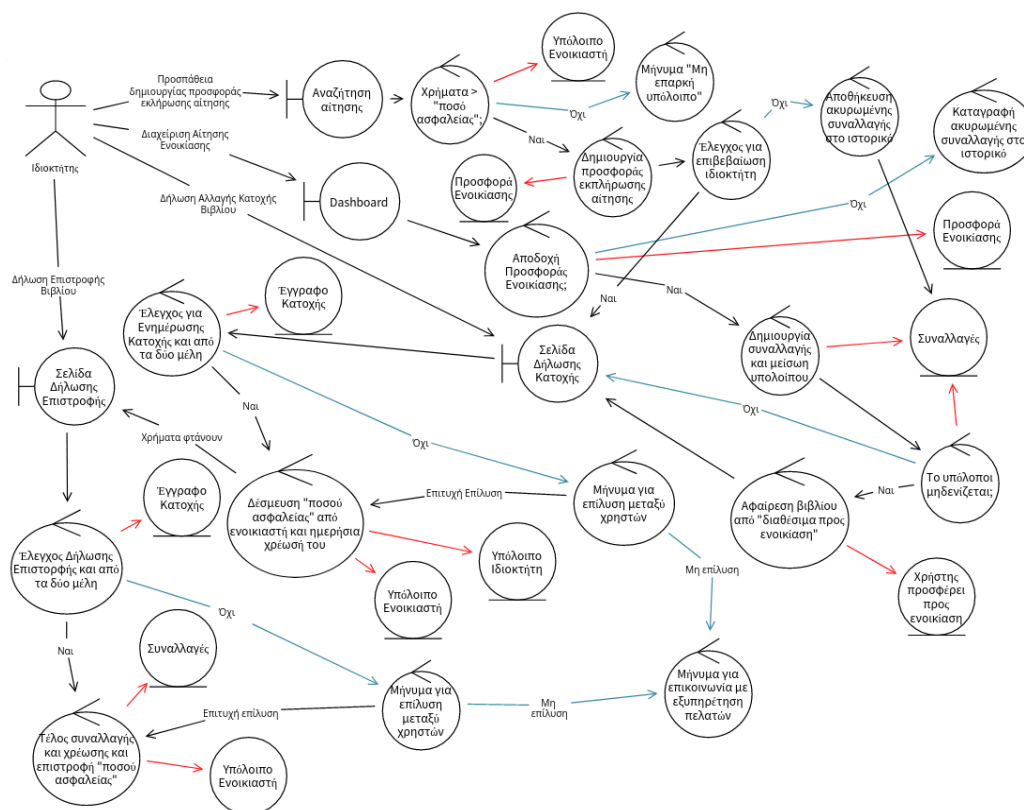 Υπόλοιπο
Ενοικιαστή
Μήνυμα "Μη
επαρκή
υπόλοιπο"
Προσπάθεια
δημιουργίας προσφοράς
εκλήρωσης αίτησης
Αναζήτηση
αίτησης
Χρήματα >
"ποσό
ασφαλείας";
Όχι
Όχι
Αποθήκευση
ακυρωμένης
συναλλαγής
στο ιστορικό
Καταγραφή
ακυρωμένης
συναλλαγής στο
ιστορικό
Ιδιοκτήτης
Διαχείριση Αίτησης
Ενοικίασης
Ναι
Έλεγχος για
επιβεβαίωση
ιδιοκτήτη
Δημιουργία
προσφοράς
εκπλήρωσης
αίτησης
Προσφορά
Ενοικίασης
Δήλωση Αλλαγής Κατοχής
Βιβλίου
Dashboard
Όχι
Προσφορά
Ενοικίασης
Αποδοχή
Προσφοράς
Ενοικίασης;
Δήλωση Επιστροφής
Βιβλίου
Έγγραφο
Κατοχής
Ναι
Ναι
Έλεγχος για
Ενημέρωσης
Κατοχής και από
τα δύο μέλη
Σελίδα
Δήλωσης
Κατοχής
Δημιουργία
συναλλαγής
και μείωση
υπολοίπου
Συναλλαγές
Σελίδα
Δήλωσης
Επιστροφής
Ναι
Όχι
Χρήματα φτάνουν
Όχι
Έγγραφο
Κατοχής
Δέσμευση "ποσού
ασφαλείας" από
ενοικιαστή και ημερήσια
χρέωσή του
Επιτυχή Επίλυση
Μήνυμα για
επίλυση μεταξύ
χρηστών
Αφαίρεση βιβλίου
από "διαθέσιμα προς
ενοικίαση"
Ναι
Το υπόλοποι
μηδενίζεται;
Έλεγχος Δήλωσης
Επιστορφής και από
τα δύο μέλη
Υπόλοιπο
Ιδιοκτήτη
Μη επίλυση
Υπόλοιπο
Ενοικιαστή
Χρήστης
προσφέρει
προς
ενοικίαση
Όχι
Ναι
Συναλλαγές
Μήνυμα για
επίλυση
μεταξύ
χρηστών
Μήνυμα για
επικοινωνία με
εξυπηρέτηση
πελατών
Επιτυχή επίλυση
Μη
επίλυση
Τέλος συναλλαγής
και χρέωσης και
επιστροφή "ποσού
ασφαλείας"
Υπόλοιπο
Ενοικιαστή